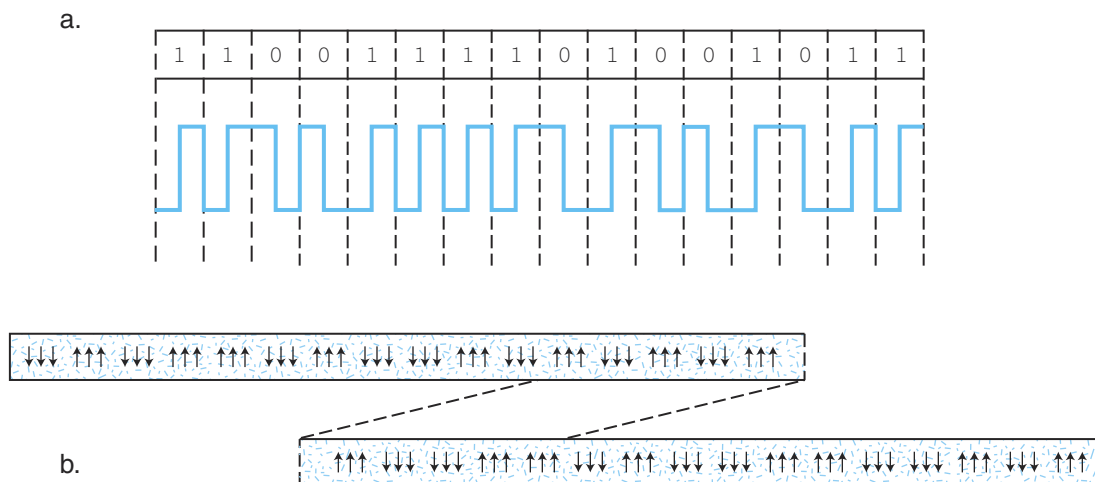 a.
1 1 0 0 1 1 1 1 0 1 0 0 1 0 1 1
↓↓↓ ↑↑↑ ↓↓↓ ↑↑↑ ↑↑↑ ↓↓↓ ↑↑↑ ↓↓↓ ↓↓↓ ↑↑↑ ↓↓↓ ↑↑↑ ↓↓↓ ↑↑↑ ↓↓↓ ↑↑↑
b.
↑↑↑ ↓↓↓ ↓↓↓ ↑↑↑ ↑↑↑ ↓↓↓ ↑↑↑ ↓↓↓ ↓↓↓ ↑↑↑ ↑↑↑ ↓↓↓ ↓↓↓ ↑↑↑ ↓↓↓ ↑↑↑